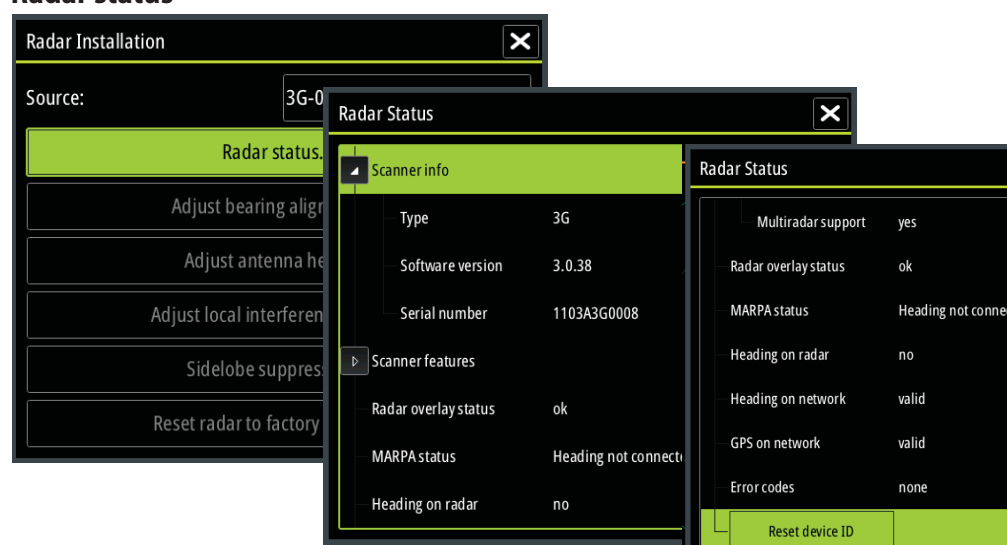 Radar status
Radar Installation
Source: 3G-0
Radar status.
Adjust bearing align
Adjust antenna he
Adjust local interferen
Sidelobe suppres
Reset radar to factory
Radar Status
Scanner info
Type 3G
Software version 3.0.38
Serial number 1103A3G0008
Scanner features
Radar overlay status ok
MARPA status Heading not connecte
Heading on radar no
Radar Status
Multiradar support yes
Radar overlay status ok
MARPA status Heading not connec
Heading on radar no
Heading on network valid
GPS on network valid
Error codes none
Reset device ID